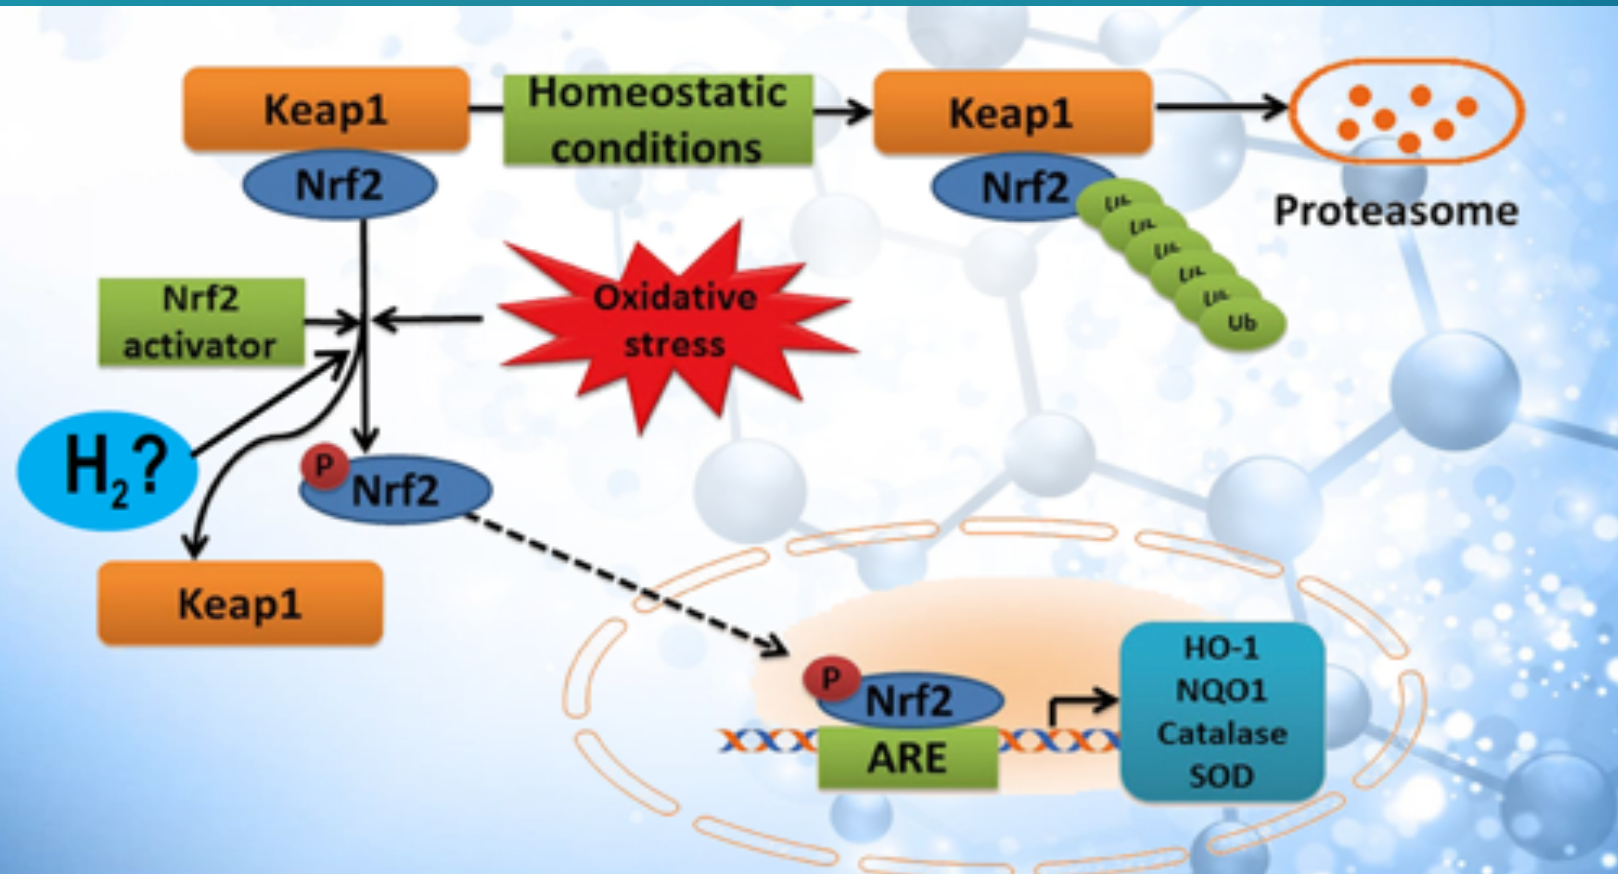 Keap1
Nrf2
Homeostatic
conditions
Keap1
Nrf2
Ub
Proteasome
Nrf2
activator
Oxidative
stress
H₂?
P
Nrf2
Keap1
P
Nrf2
ARE
HO-1
NQO1
Catalase
SOD